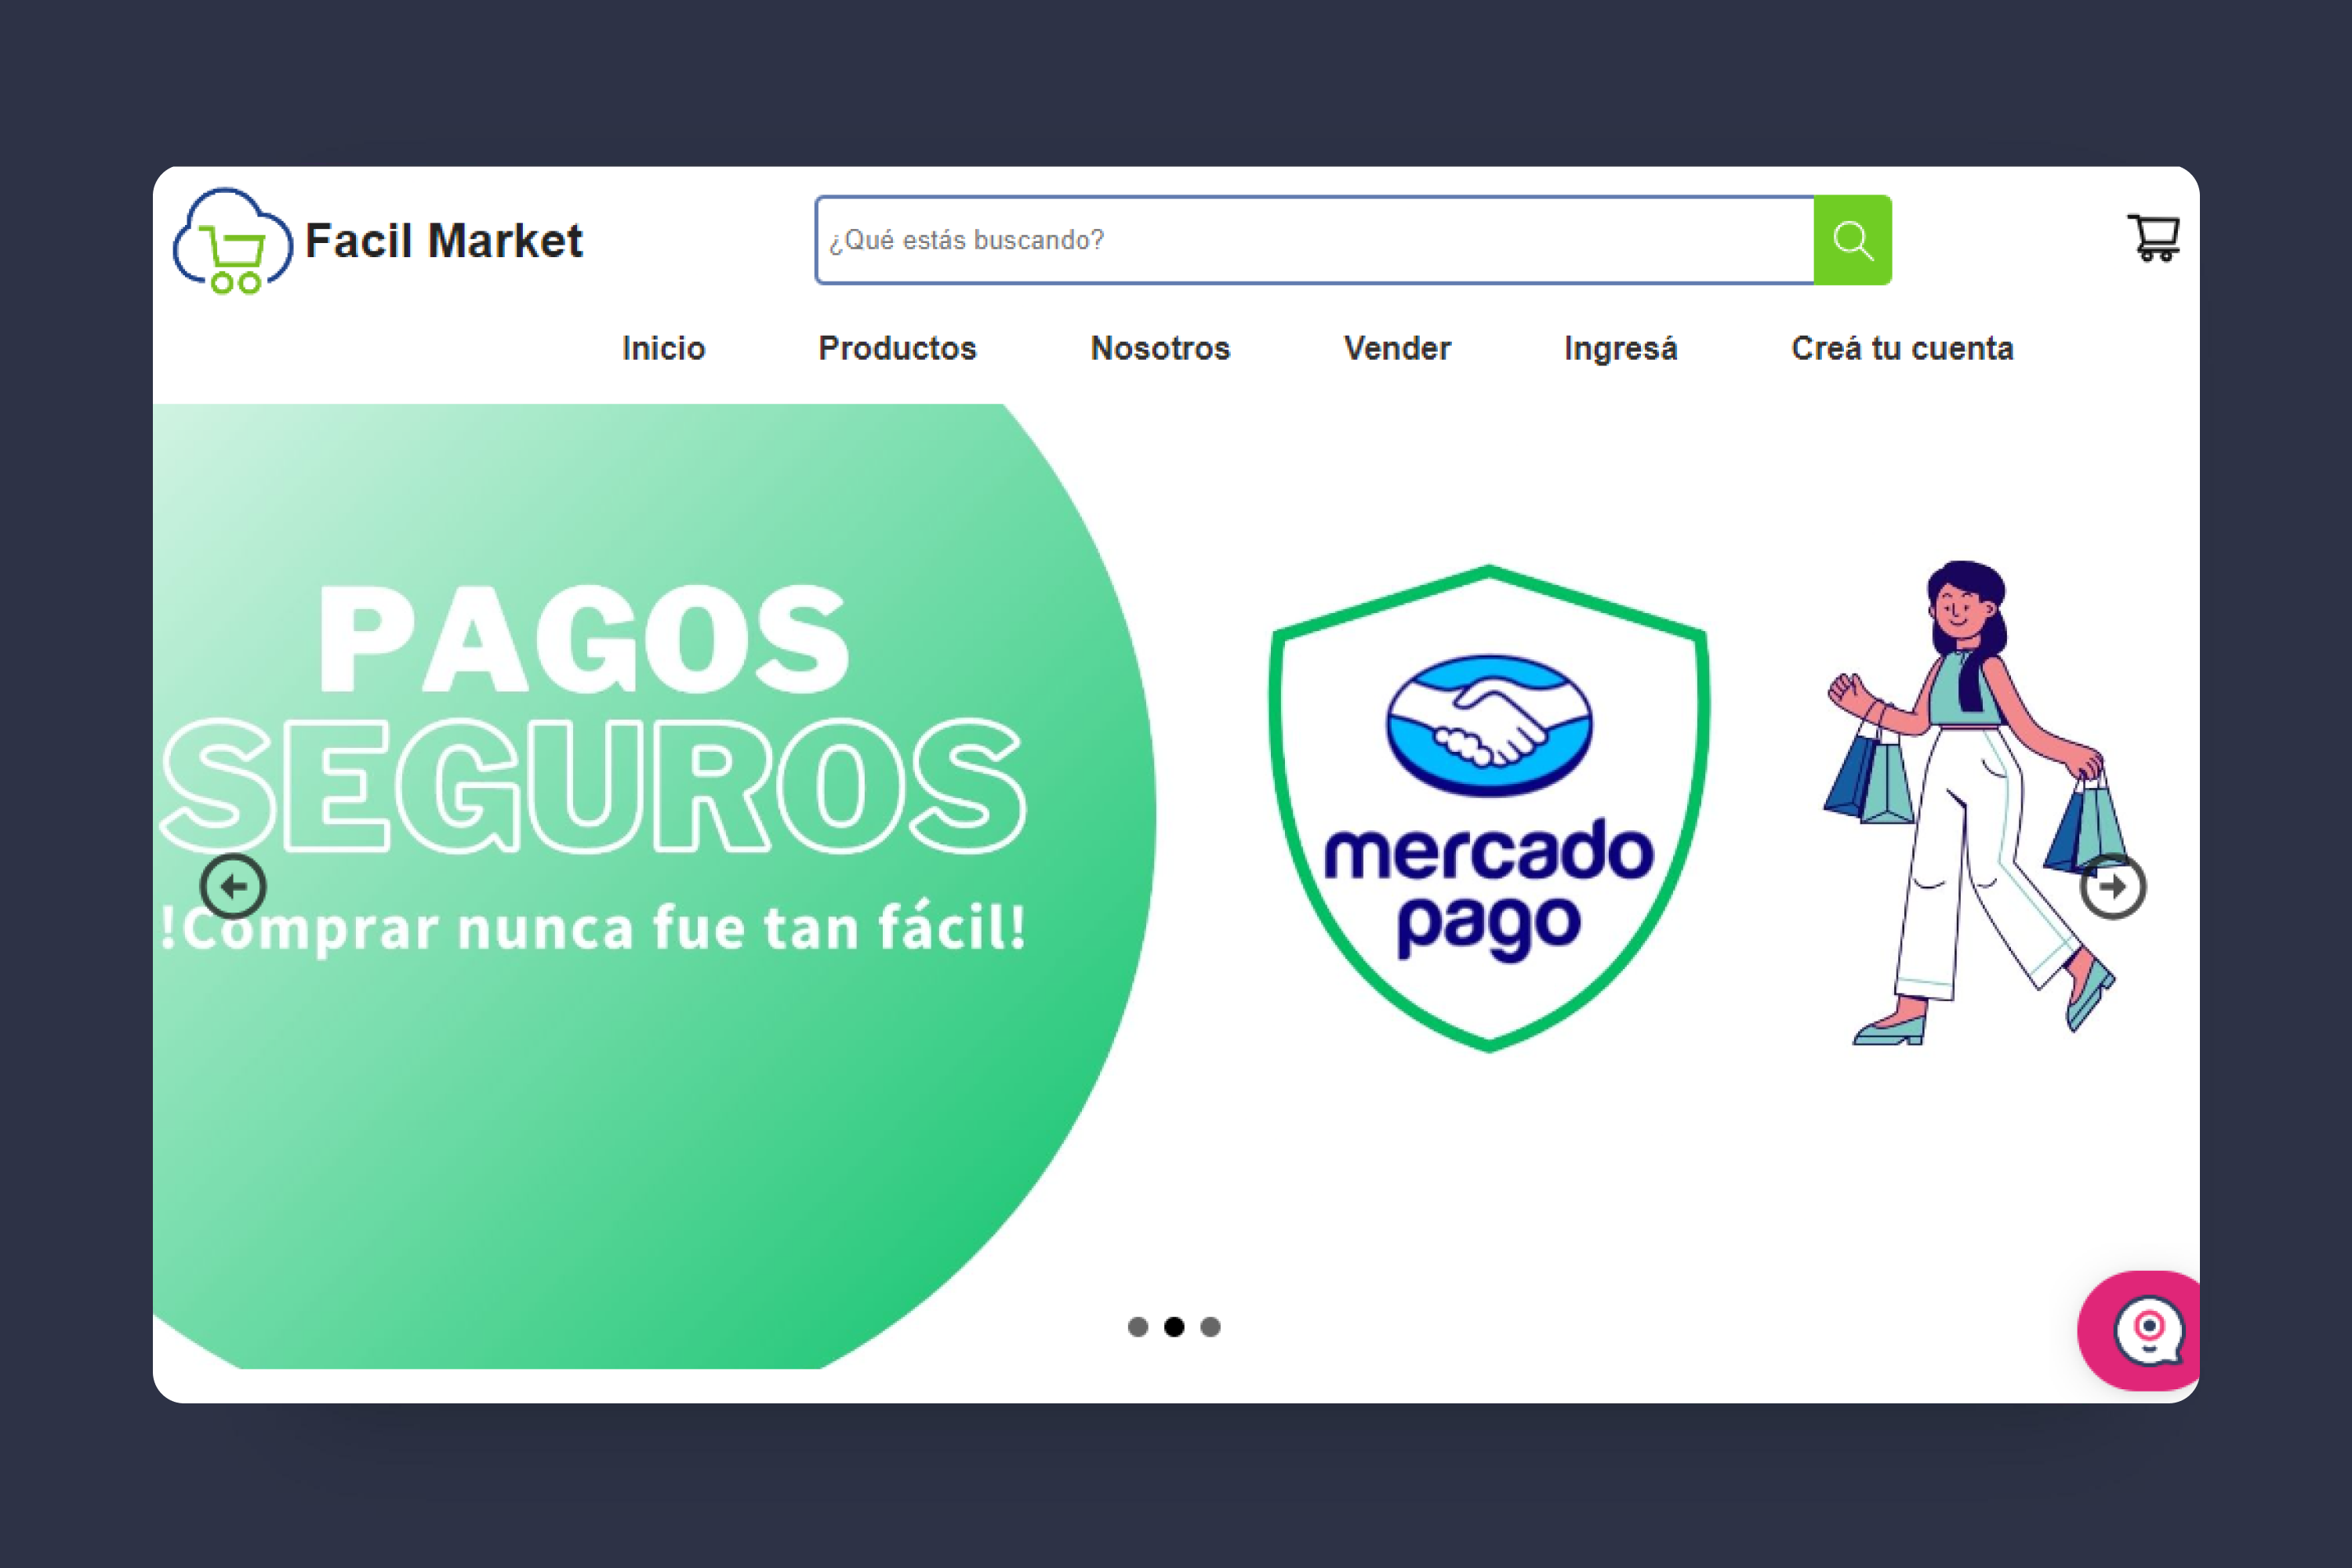 Facil Market
¿Qué estás buscando?
Inicio Productos Nosotros Vender Ingresá Creá tu cuenta
PAGOS
SEGUROS
!Comprar nunca fue tan fácil!
mercado
pago